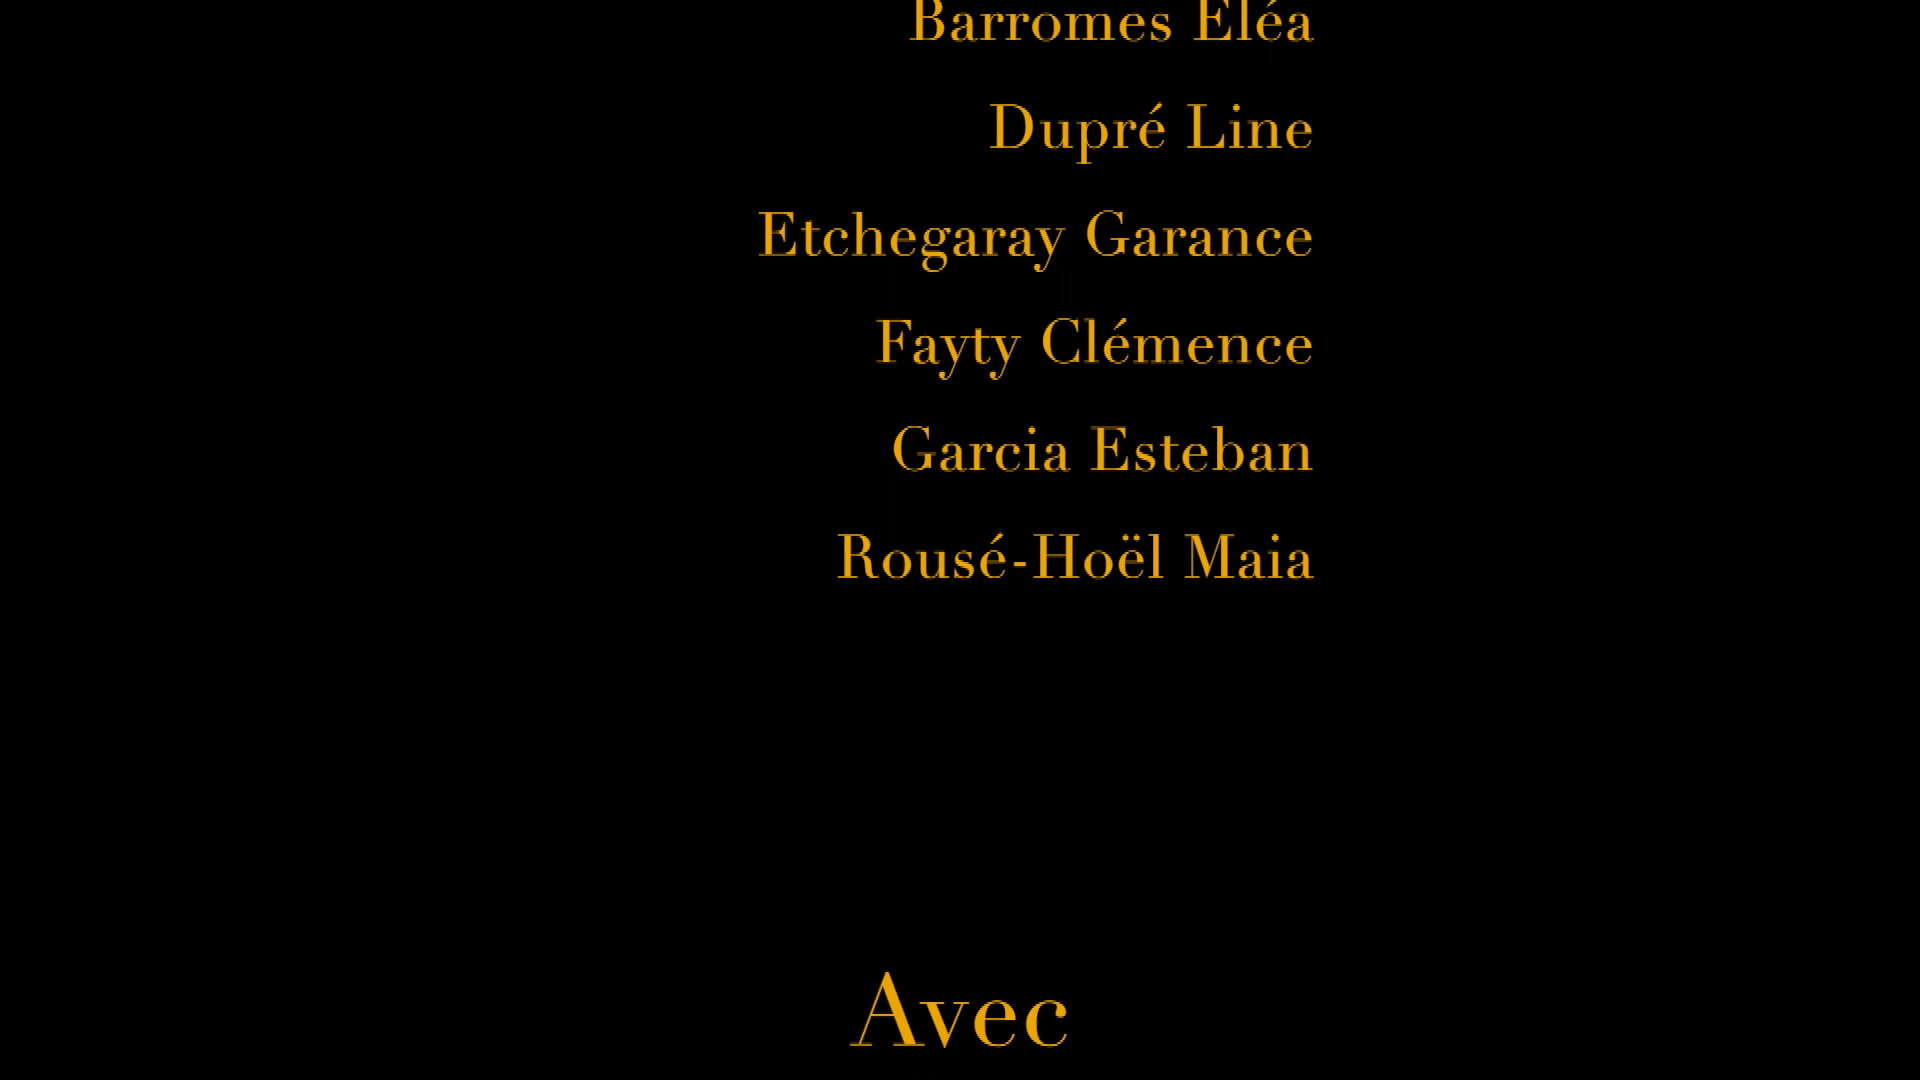 Barromes Eléa
Dupré Line
Etchegaray Garance
Fayty Clémence
Garcia Esteban
Rousé-Hoël Maia
Avec